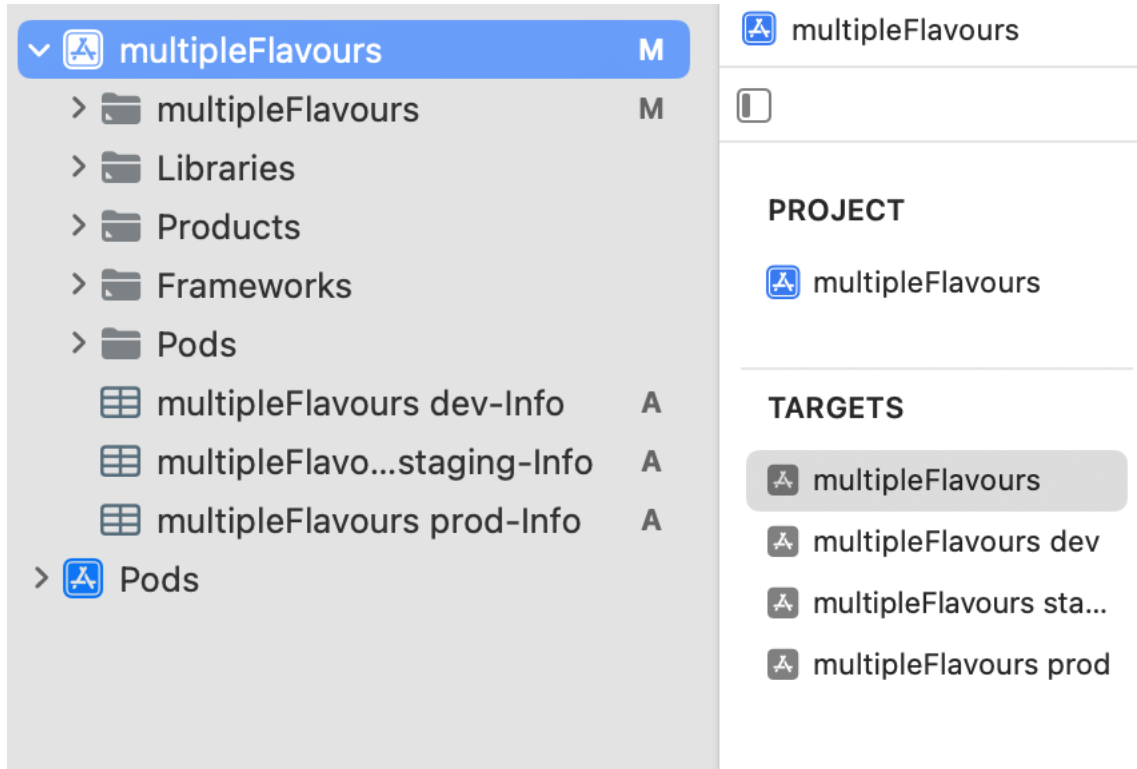 multipleFlavours M
multipleFlavours M
Libraries
Products
Frameworks
Pods
multipleFlavours dev-Info A
multipleFlavo...staging-Info A
multipleFlavours prod-Info A
Pods
multipleFlavours
PROJECT
multipleFlavours
TARGETS
multipleFlavours
multipleFlavours dev
multipleFlavours sta...
multipleFlavours prod